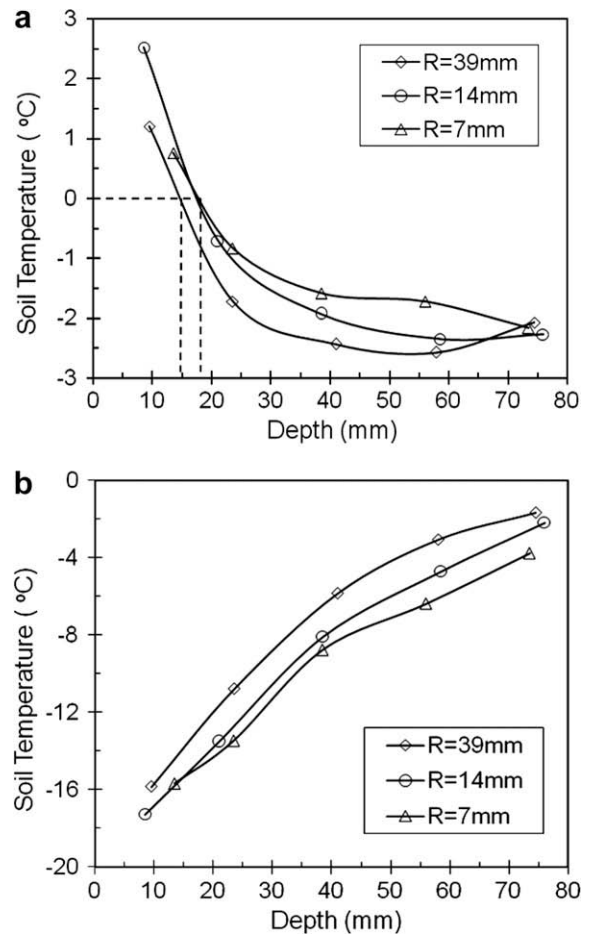 a
3
2
1
0
-1
-2
-3
Soil Temperature ( ºC)
R=39mm
R=14mm
R=7mm
0 10 20 30 40 50 60 70 80
Depth (mm)
b
0
-4
-8
-12
-16
-20
Soil Temperature ( ºC)
R=39mm
R=14mm
R=7mm
0 10 20 30 40 50 60 70 80
Depth (mm)